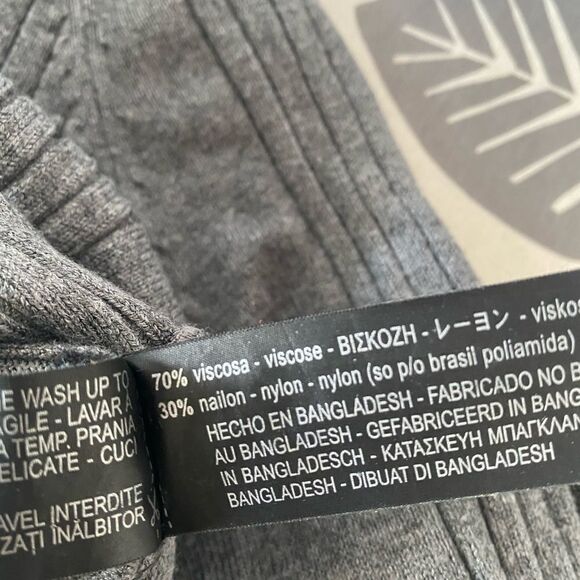 70% viscosa - viscose - ΒΙΣΚΟΖΗ - レーヨン - viskos
30% nailon - nylon - nylon (so p/o brasil poliamida)
HECHO EN BANGLADESH - FABRICADO NO B
AU BANGLADESH - GEFABRICEERD IN BANG
IN BANGLADESCH - ΚΑΤΑΣΚΕΥΗ ΜΠΑΓΚΛΑΝ
BANGLADESH - DIBUAT DI BANGLADESH
E WASH UP TO
AGILE - LAVAR A
A TEMP. PRANIA
ELICATE - CUCI
AVEL INTERDITE
ZAȚI ÎNĂLBITOR